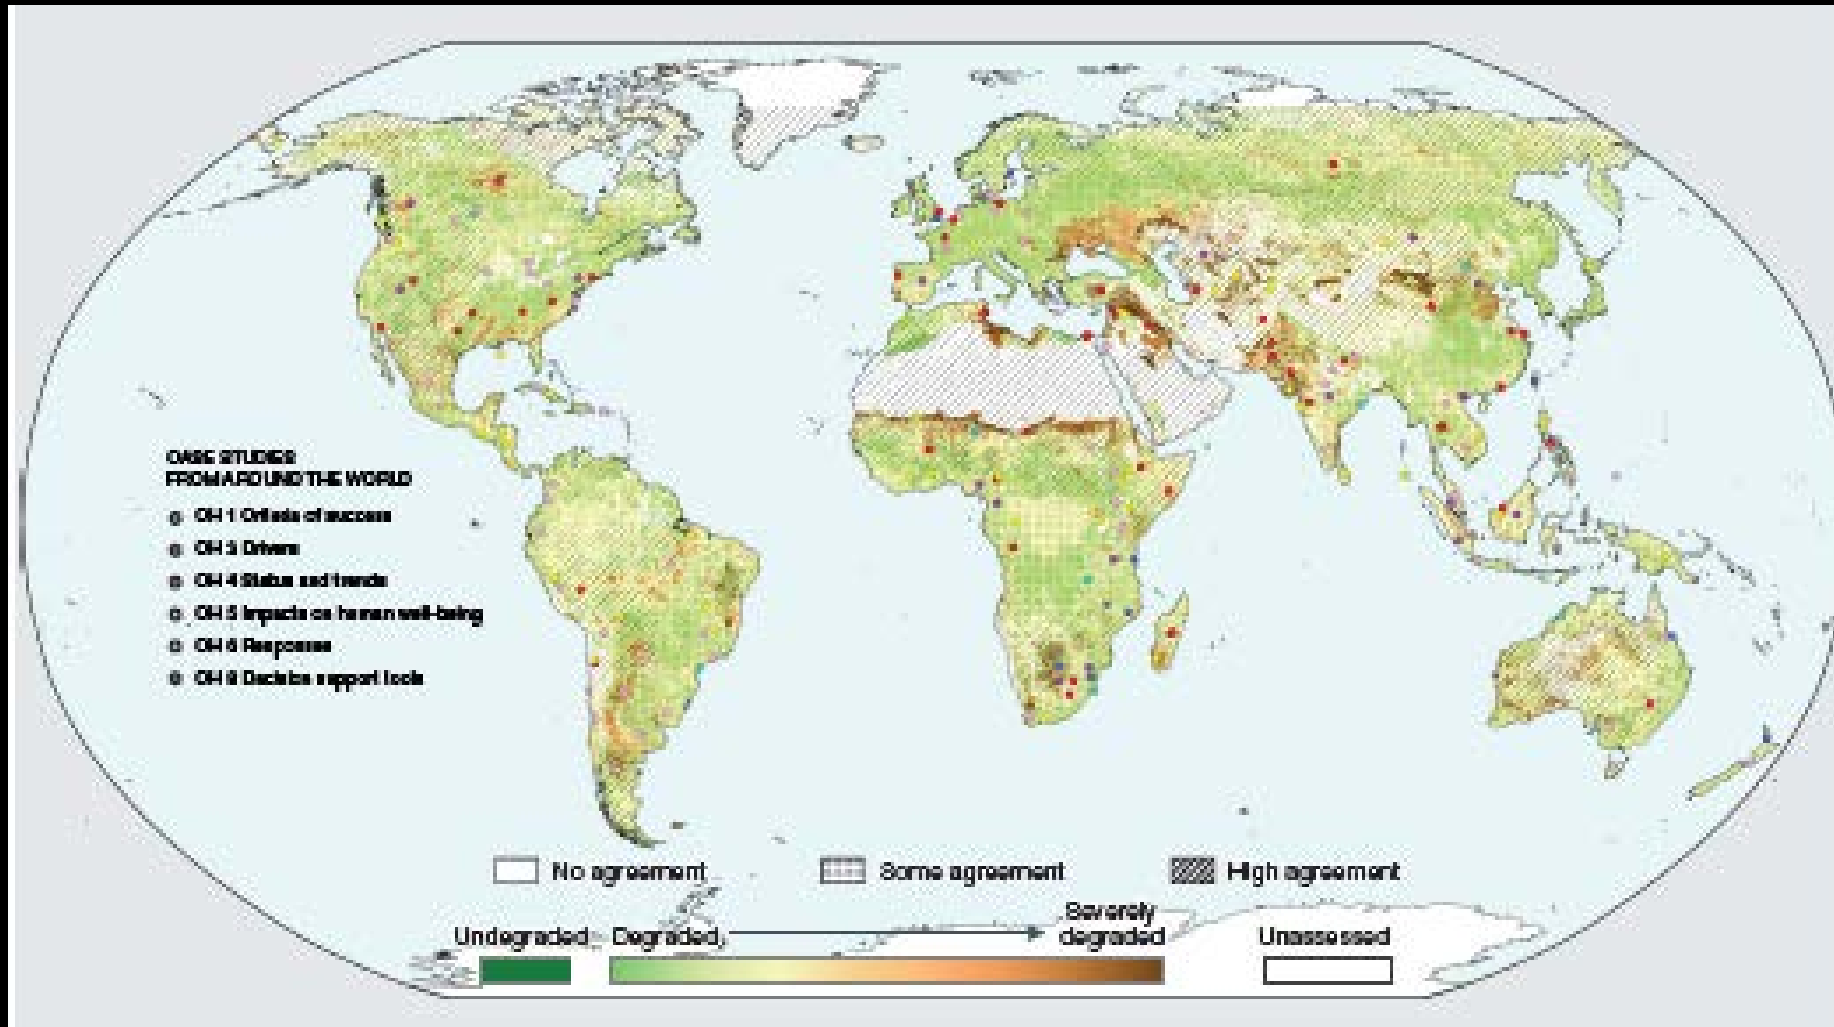 CASE STUDIES
FROM AROUND THE WORLD
CH 1 Criteria of success
CH 3 Drivers
CH 4 Status and trends
CH 5 Impacts on human well-being
CH 6 Responses
CH 8 Decision support tools
No agreement
Some agreement
High agreement
Undegraded
Degraded
Severely
degraded
Unassessed